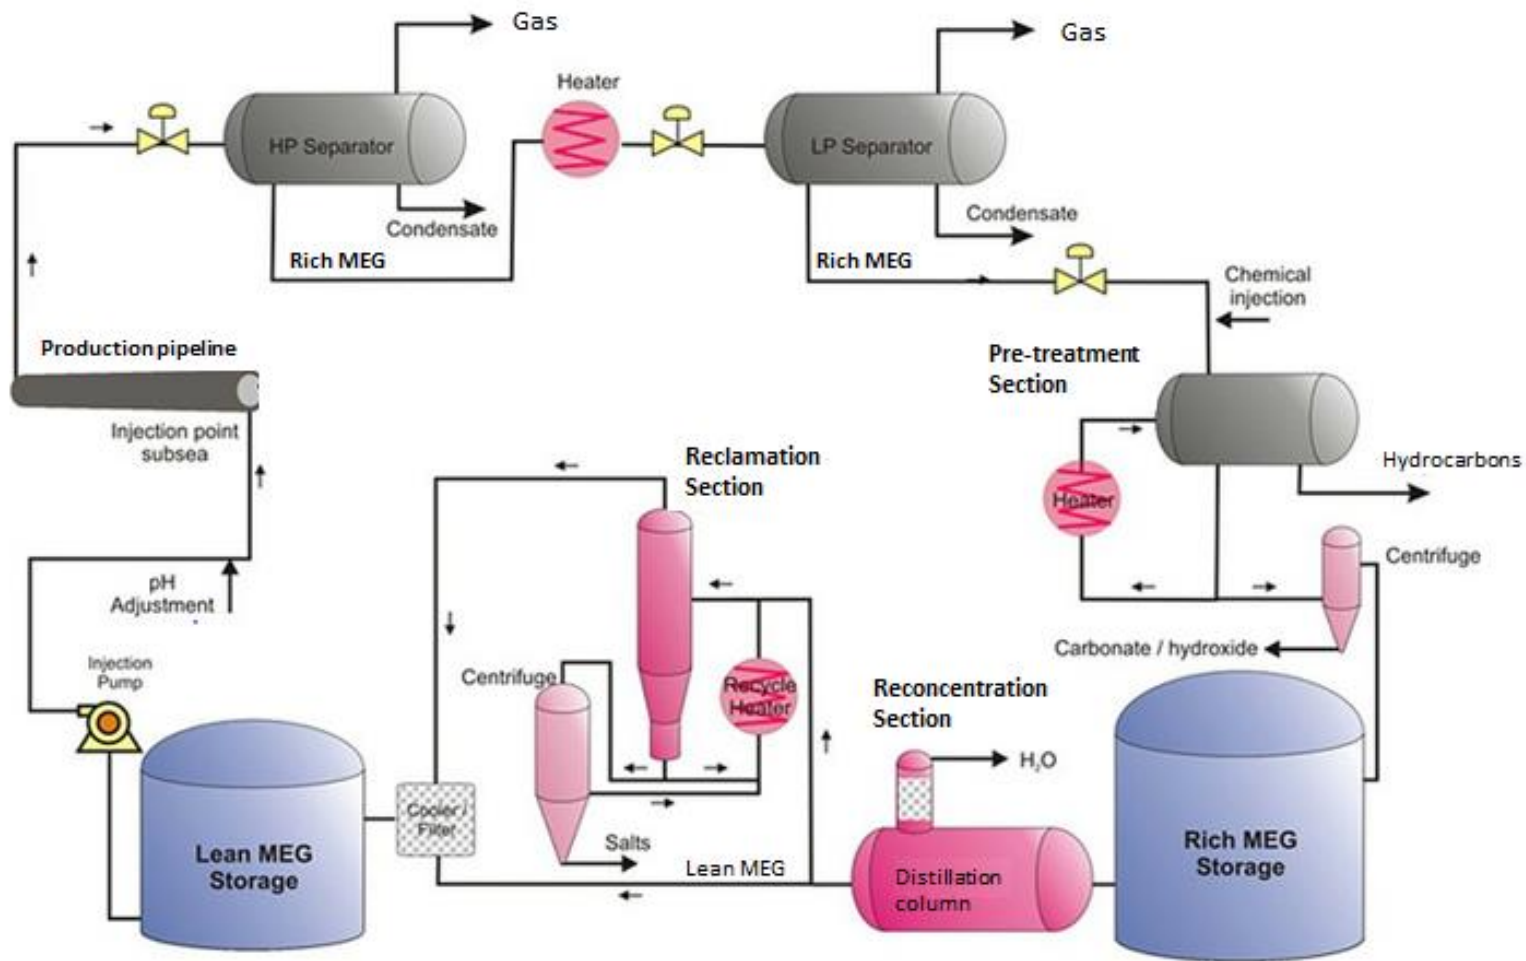 Gas
Gas
Heater
HP Separator
LP Separator
Condensate
Condensate
Rich MEG
Rich MEG
Chemical
injection
Production pipeline
Pre-treatment
Section
Injection point
subsea
Reclamation
Section
Hydrocarbons
Heater
Centrifuge
pH
Adjustment
Carbonate / hydroxide
Injection
Pump
Centrifuge
Recycle
Heater
Reconcentration
Section
H₂O
Cooler /
Filter
Lean MEG
Storage
Salts
Lean MEG
Distillation
column
Rich MEG
Storage